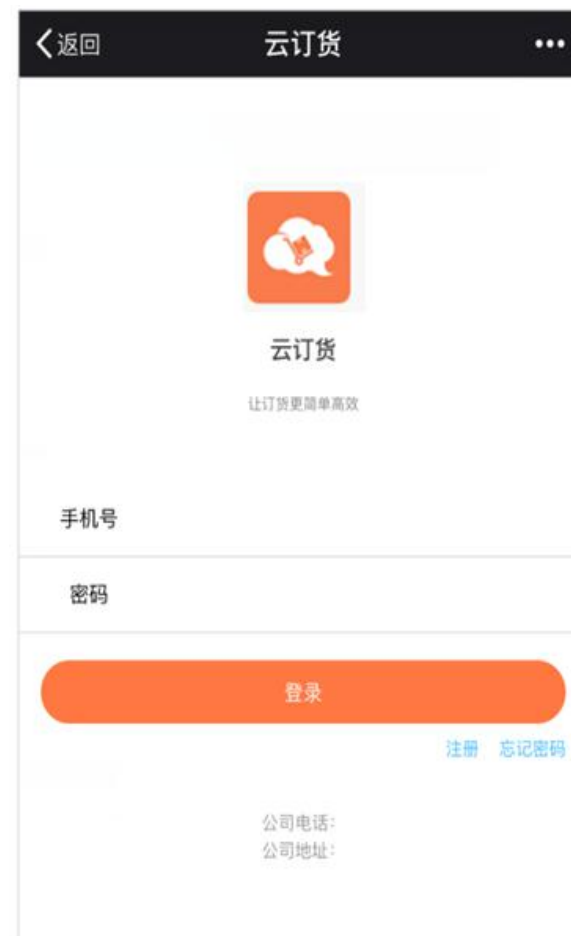 返回 云订货
云订货
让订货更简单高效
手机号
密码
登录
注册 忘记密码
公司电话:
公司地址: